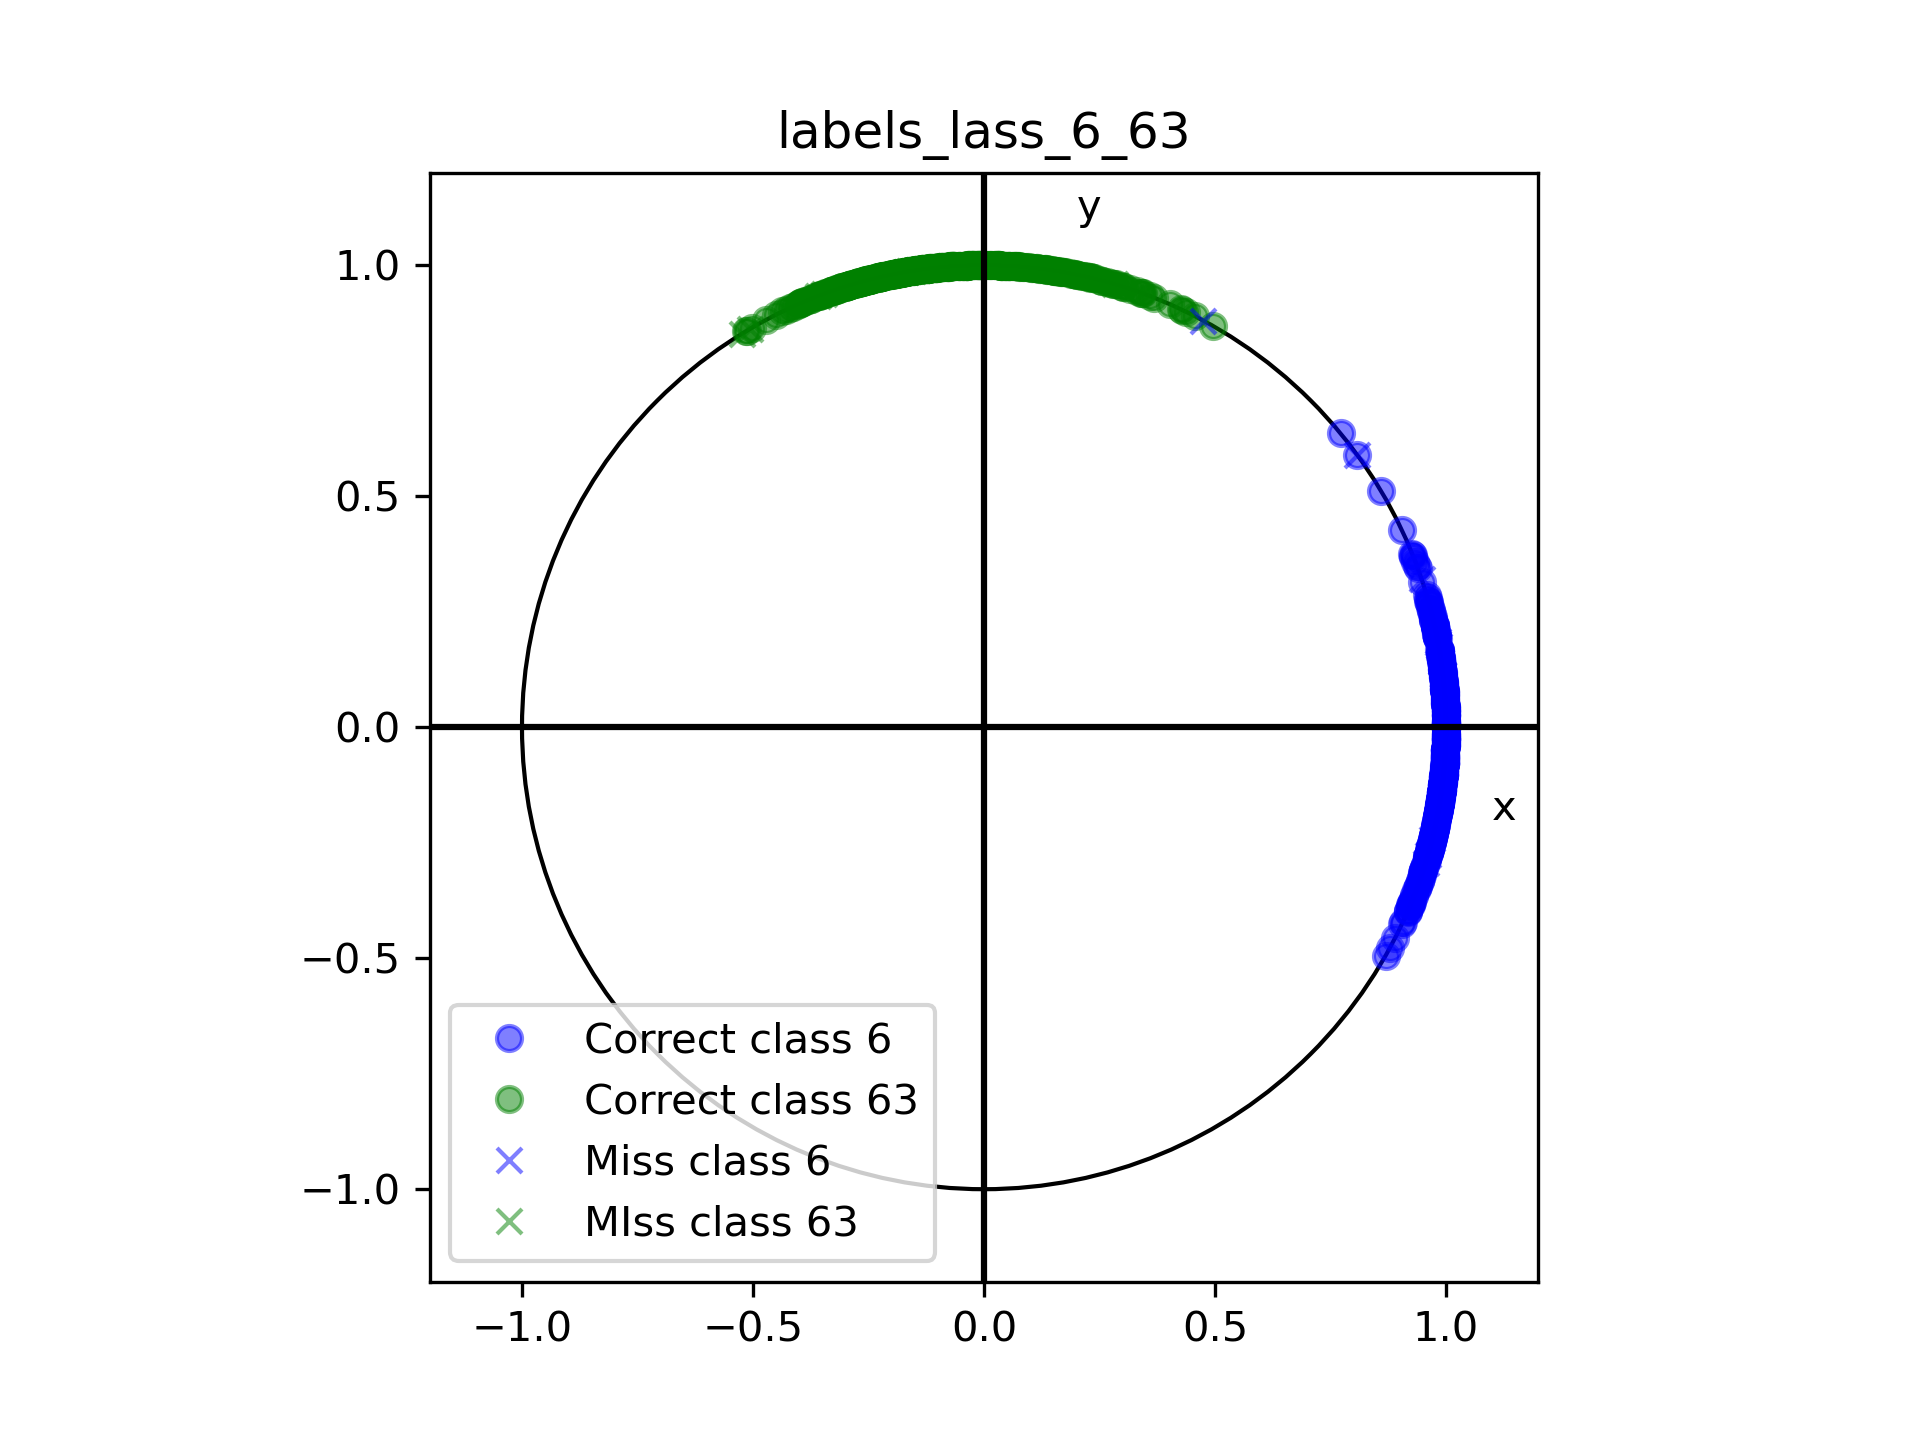 labels_lass_6_63
y
1.0
0.5
0.0
x
−0.5
−1.0
Correct class 6
Correct class 63
Miss class 6
MIss class 63
−1.0 −0.5 0.0 0.5 1.0